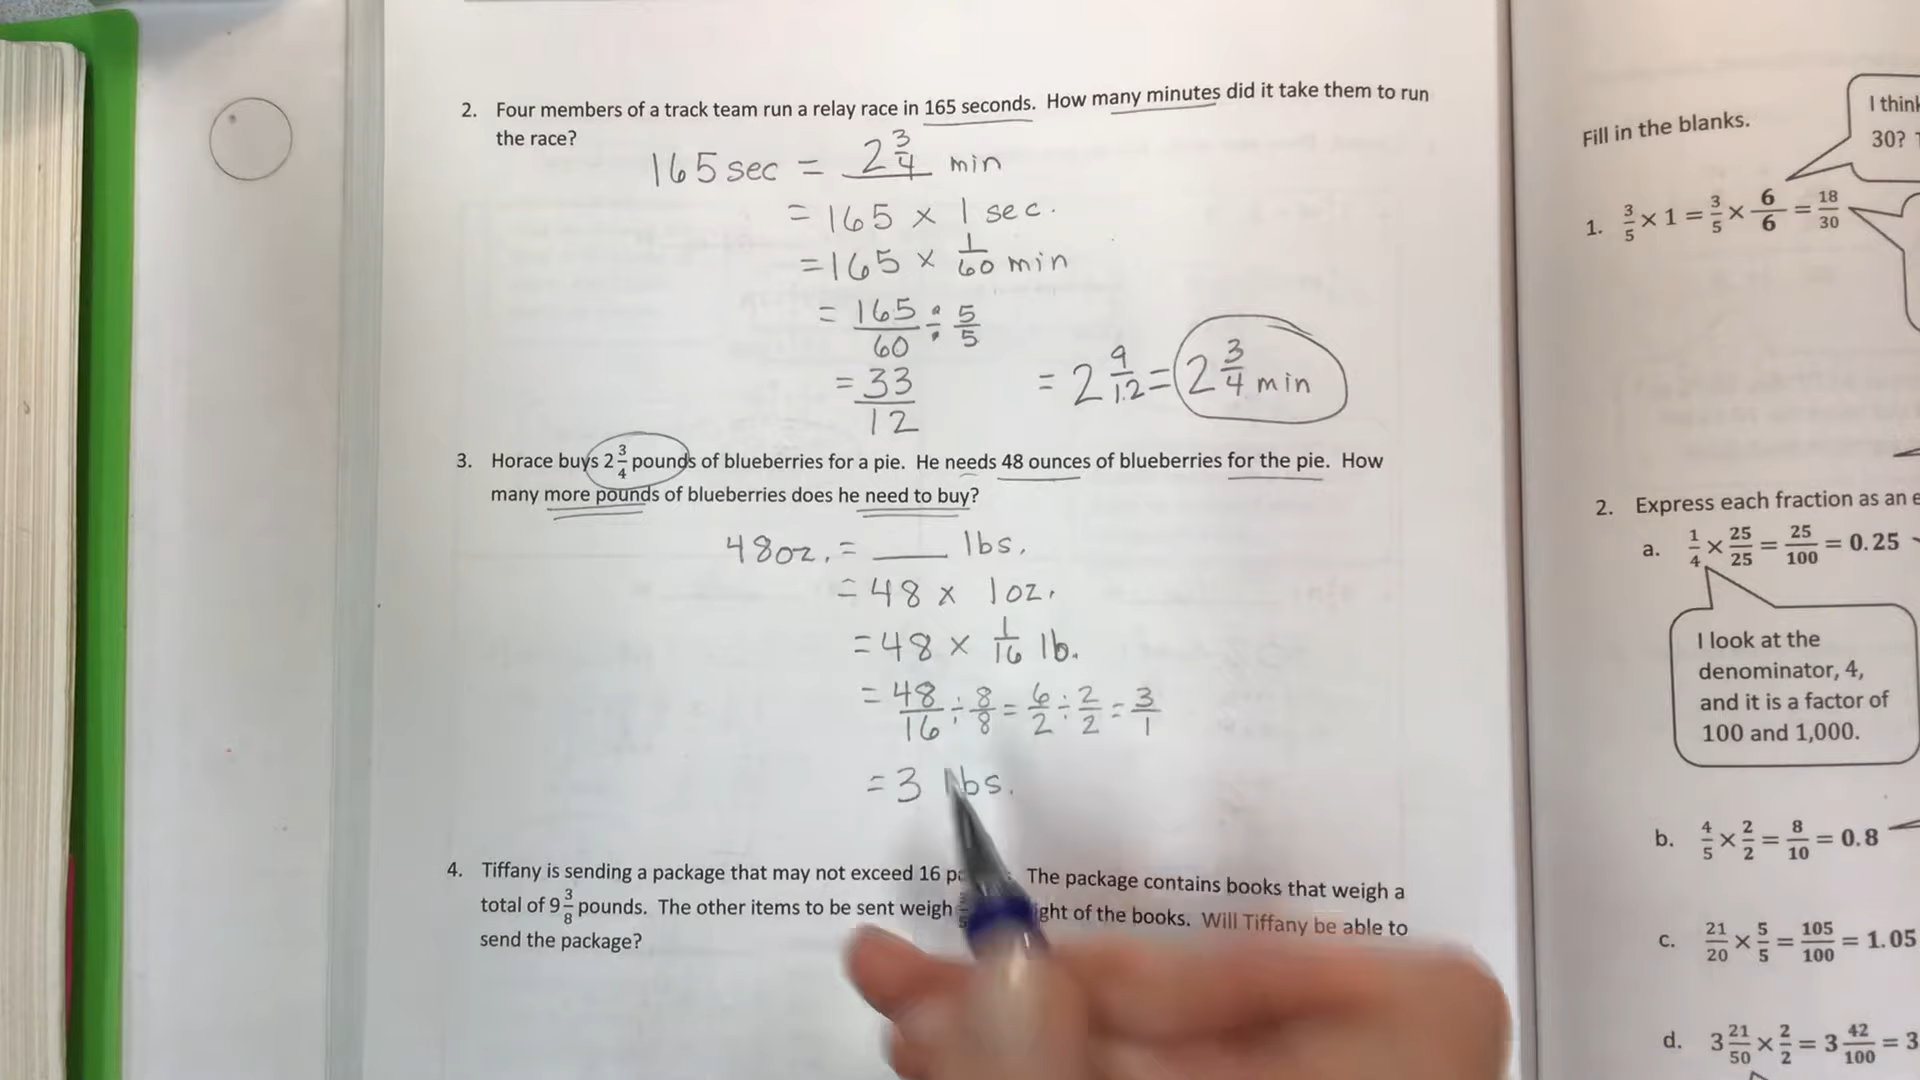 2. Four members of a track team run a relay race in 165 seconds. How many minutes did it take them to run
the race?
165 sec = 2 3/4 min
= 165 x 1 sec.
= 165 x 1/60 min
= 165/60 ÷ 5/5
= 33/12
= 2 9/12 = 2 3/4 min
3. Horace buys 2 3/4 pounds of blueberries for a pie. He needs 48 ounces of blueberries for the pie. How
many more pounds of blueberries does he need to buy?
48 oz. = ____ lbs.
= 48 x 1 oz.
= 48 x 1/16 lb.
= 48/16 ÷ 8/8 = 6/2 ÷ 2/2 = 3/1
= 3 lbs.
4. Tiffany is sending a package that may not exceed 16 The package contains books that weigh a
total of 9 3/8 pounds. The other items to be sent weigh of the books. Will Tiffany be able to
send the package?
Fill in the blanks.
I think
30?
1. 3/5 × 1 = 3/5 × 6/6 = 18/30
2. Express each fraction as an
a. 1/4 × 25/25 = 25/100 = 0.25
I look at the
denominator, 4,
and it is a factor of
100 and 1,000.
b. 4/5 × 2/2 = 8/10 = 0.8
c. 21/20 × 5/5 = 105/100 = 1.05
d. 3 21/50 × 2/2 = 3 42/100 = 3